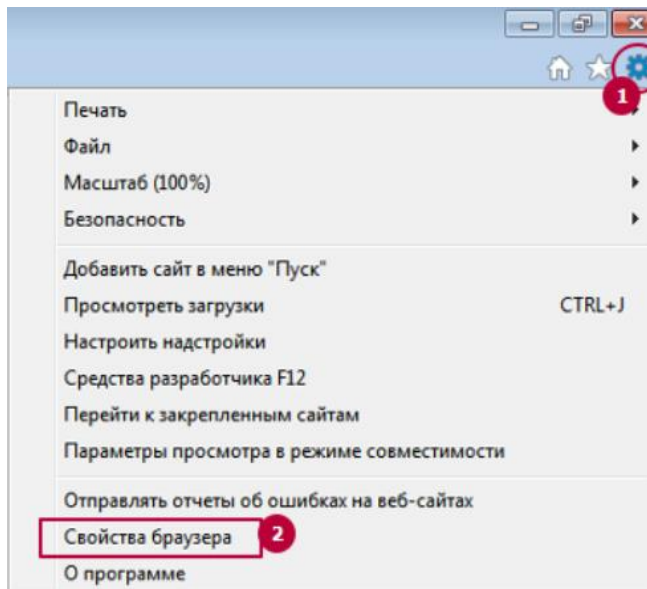 1
Печать
Файл
Масштаб (100%)
Безопасность
Добавить сайт в меню "Пуск"
Просмотреть загрузки CTRL+J
Настроить надстройки
Средства разработчика F12
Перейти к закрепленным сайтам
Параметры просмотра в режиме совместимости
Отправлять отчеты об ошибках на веб-сайтах
Свойства браузера 2
О программе